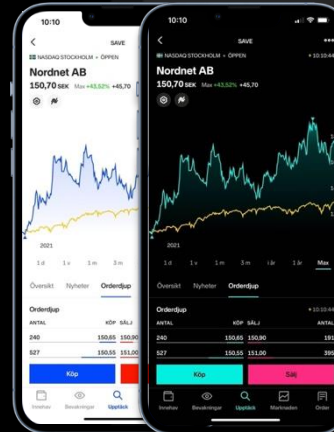 10:10
SAVE
NASDAQ STOCKHOLM • ÖPPEN
Nordnet AB
150,70 SEK Max +43,52% +45,70
2021
1 d 1 v 1 m 3 m
Översikt Nyheter Orderdjup
Orderdjup
ANTAL KÖP SÄLJ
240 150,65 150,90
527 150,55 151,00
Köp
Innehav Bevakningar Upptäck
10:10
SAVE
NASDAQ STOCKHOLM • ÖPPEN
Nordnet AB
150,70 SEK Max +43,52% +45,70
2021
1 d 1 v 1 m 3 m i år 1 år Max
Översikt Nyheter Orderdjup
Orderdjup
ANTAL KÖP SÄLJ
240 150,65 150,90 191
527 150,55 151,00 395
Köp Sälj
Innehav Bevakningar Upptäck Marknaden Order